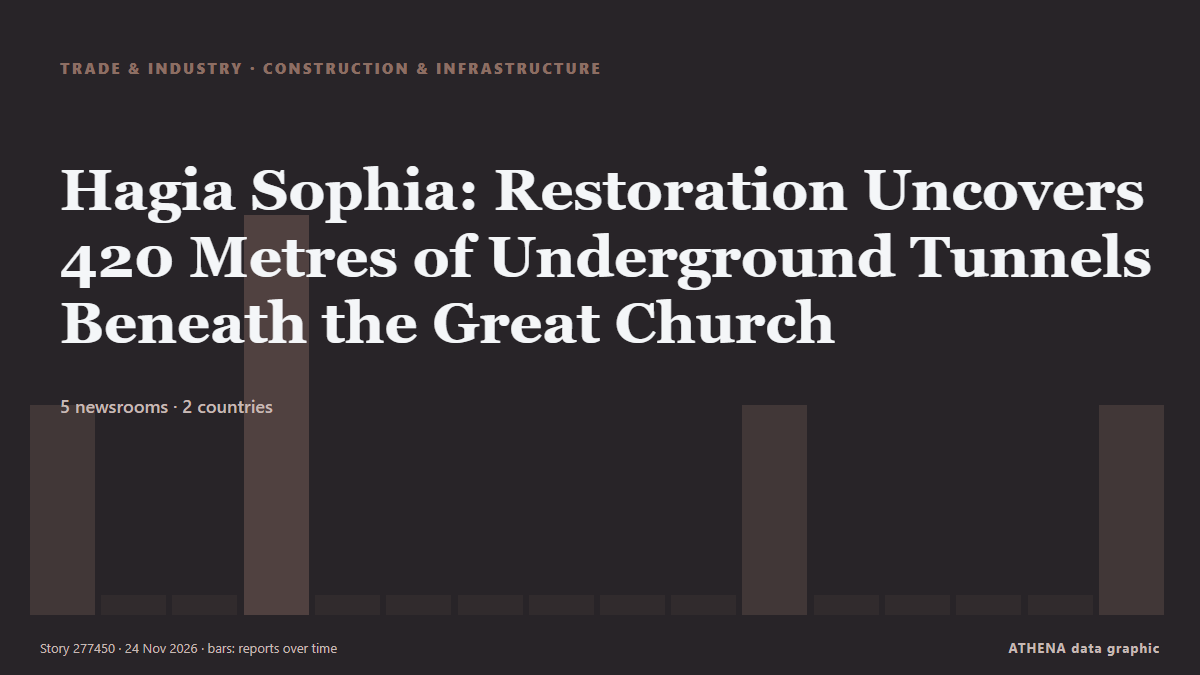 TRADE & INDUSTRY · CONSTRUCTION & INFRASTRUCTURE
Hagia Sophia: Restoration Uncovers
420 Metres of Underground Tunnels
Beneath the Great Church
5 newsrooms · 2 countries
Story 277450 · 24 Nov 2026 · bars: reports over time
ATHENA data graphic